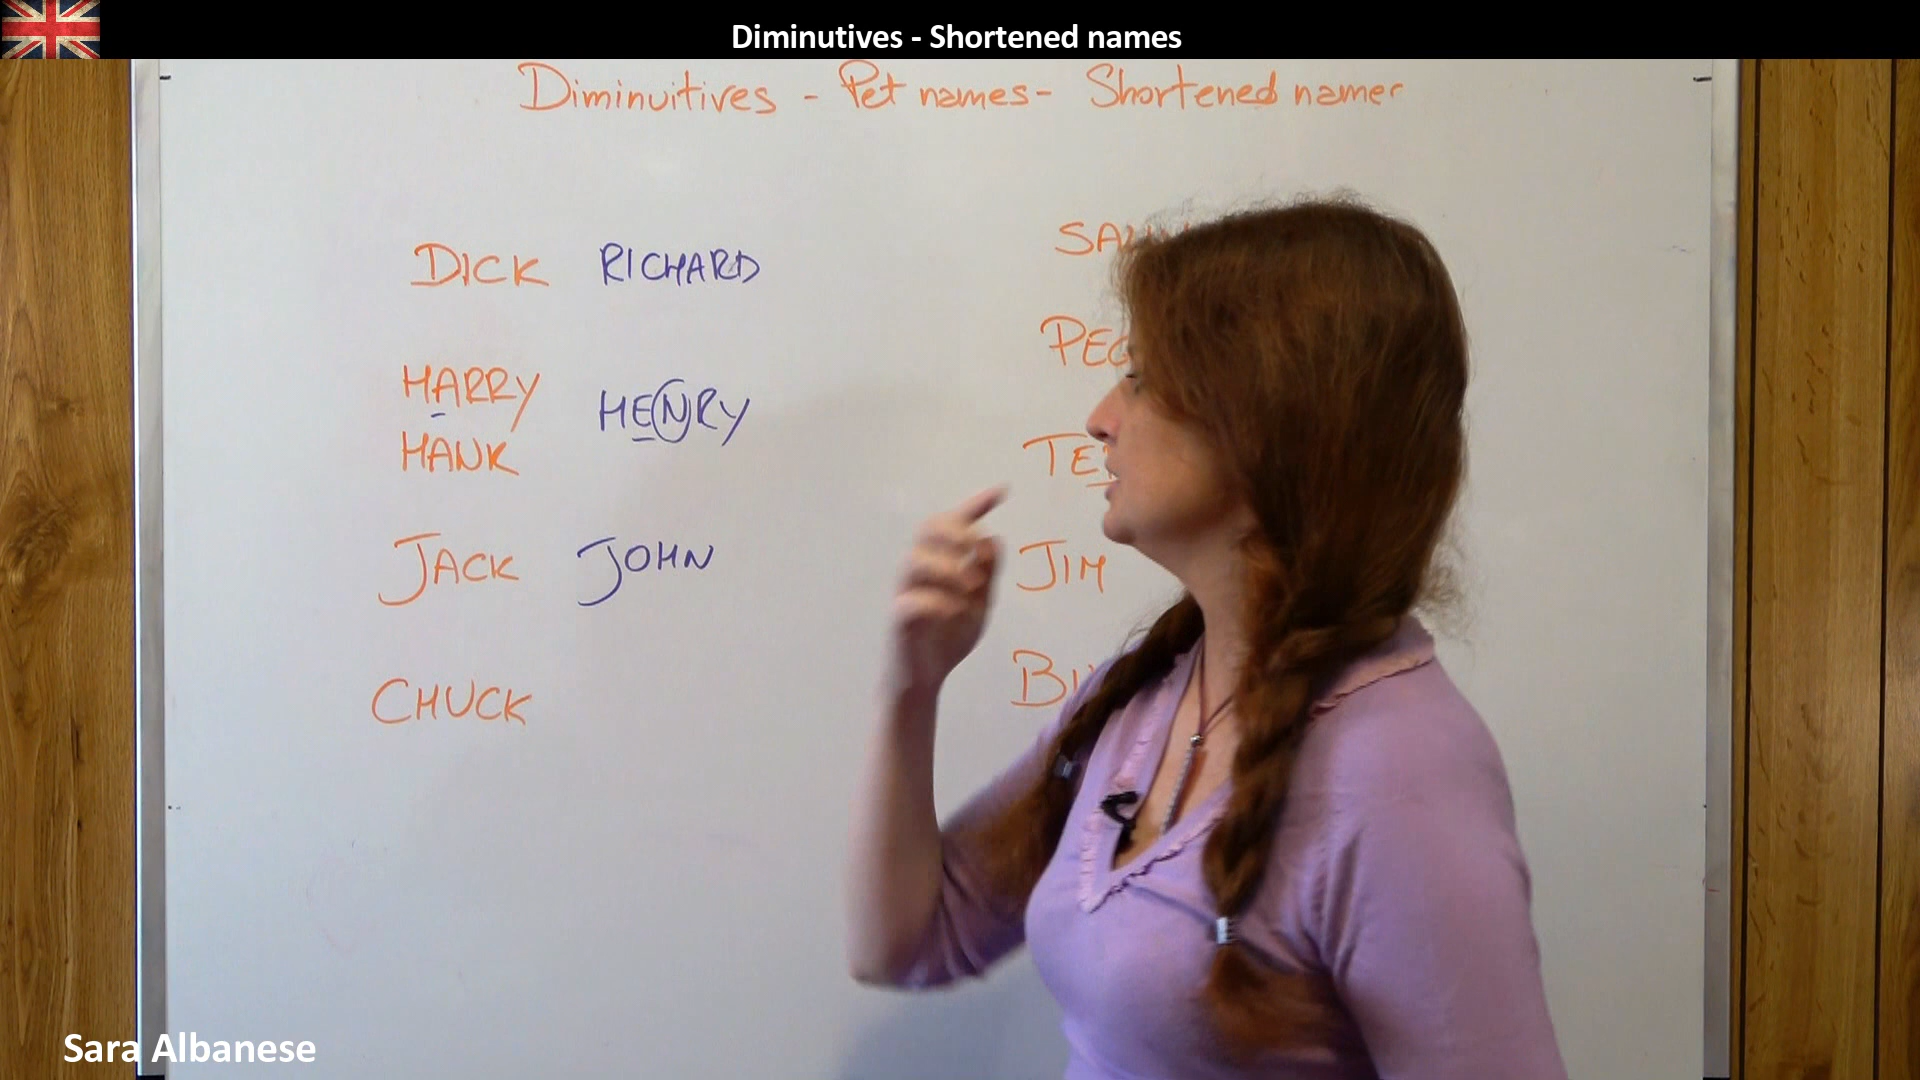 Diminutives - Shortened names
Diminuitives - Pet names - Shortened names
DICK RICHARD
HARRY HENRY
HANK
JACK JOHN
CHUCK
JIM
Sara Albanese